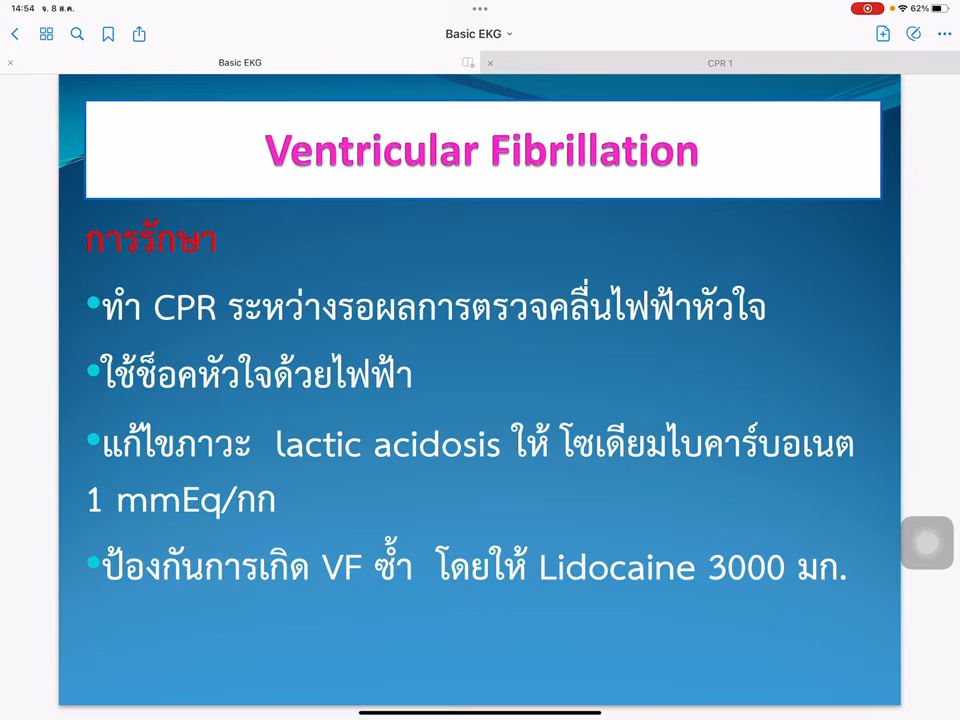 14:54 จ. 8 ส.ค.
62%
Basic EKG
Basic EKG
CPR 1
Ventricular Fibrillation
การรักษา
•ทำ CPR ระหว่างรอผลการตรวจคลื่นไฟฟ้าหัวใจ
•ใช้ช็อคหัวใจด้วยไฟฟ้า
•แก้ไขภาวะ lactic acidosis ให้ โซเดียมไบคาร์บอเนต
1 mmEq/กก
•ป้องกันการเกิด VF ซ้ำ โดยให้ Lidocaine 3000 มก.